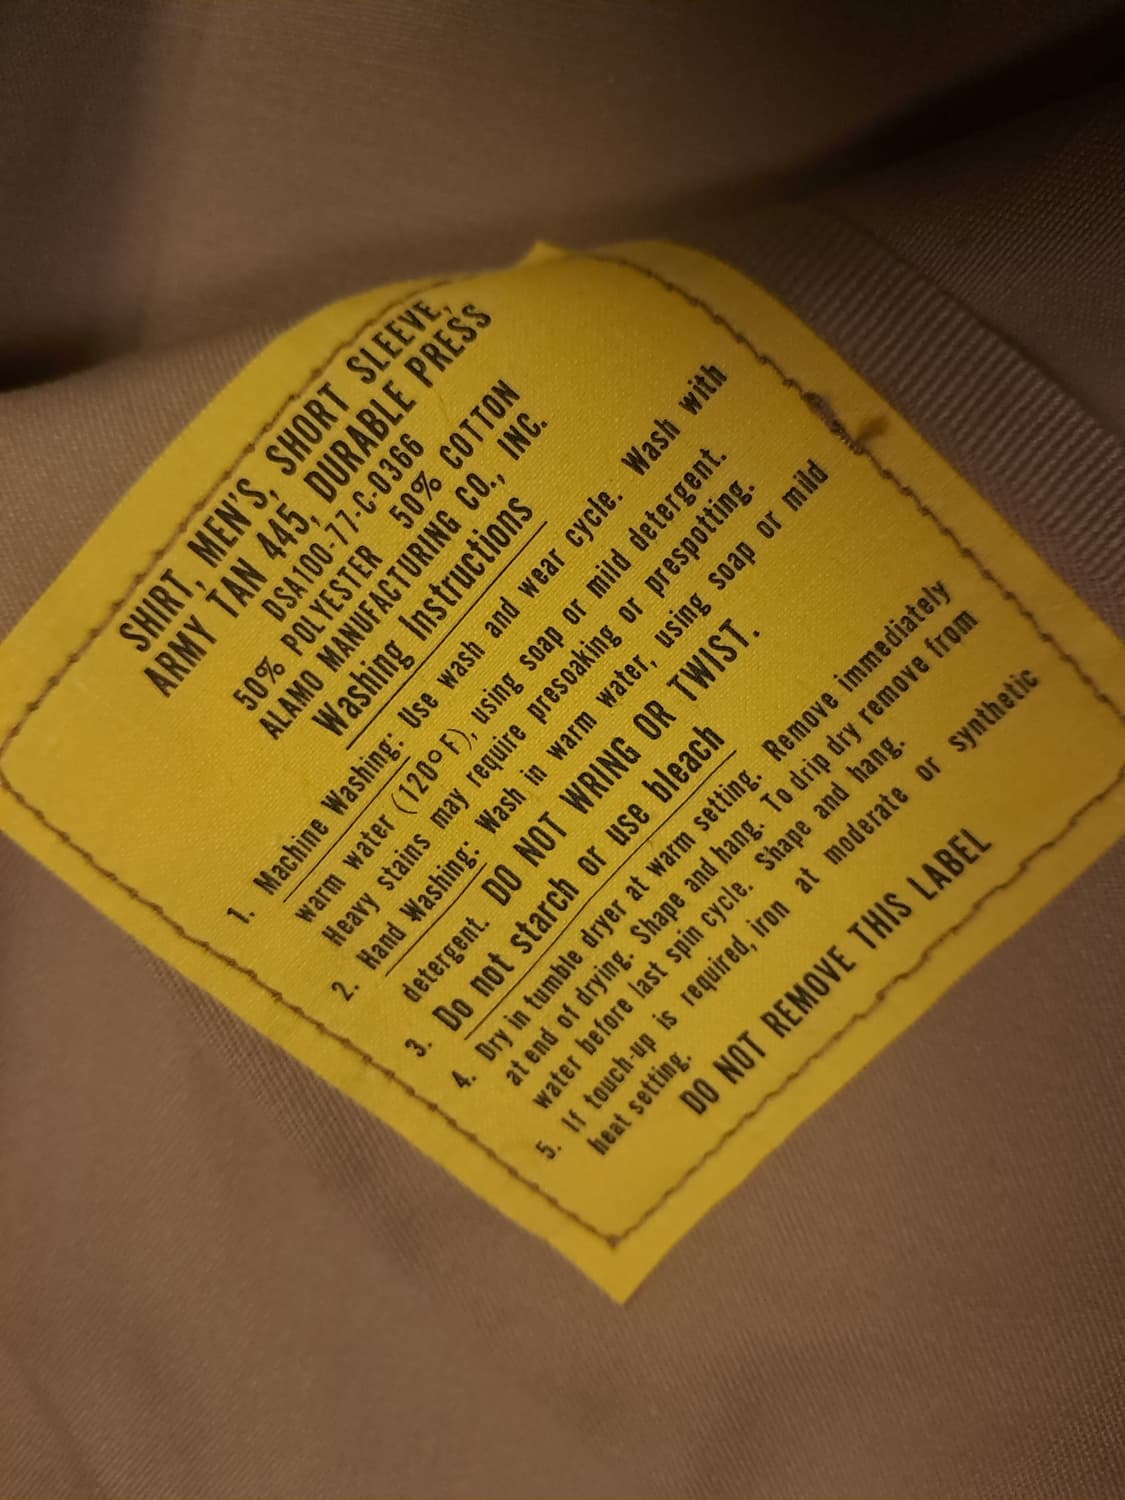 SHIRT, MEN'S, SHORT SLEEVE,
ARMY TAN 445, DURABLE PRESS
DSA100-77-C-0366
50% POLYESTER 50% COTTON
ALAMO MANUFACTURING CO., INC.
Washing Instructions
1. Machine Washing: Use wash and wear cycle. Wash with
warm water (120° F), using soap or mild detergent.
Heavy stains may require presoaking or prespotting.
2. Hand Washing: Wash in warm water, using soap or mild
detergent. DO NOT WRING OR TWIST.
3. Do not starch or use bleach
4. Dry in tumble dryer at warm setting. Remove immediately
at end of drying. Shape and hang. To drip dry remove from
water before last spin cycle. Shape and hang.
5. If touch-up is required, iron at moderate or synthetic
heat setting.
DO NOT REMOVE THIS LABEL